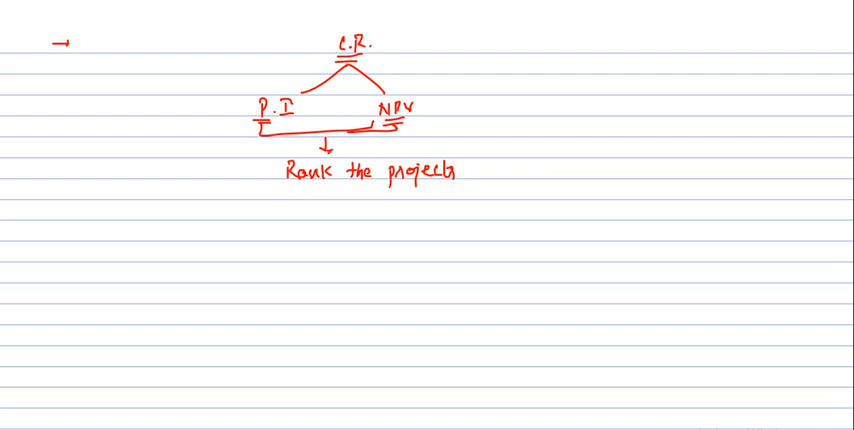 → C.R.
P.I NPV
↓
Rank the projects